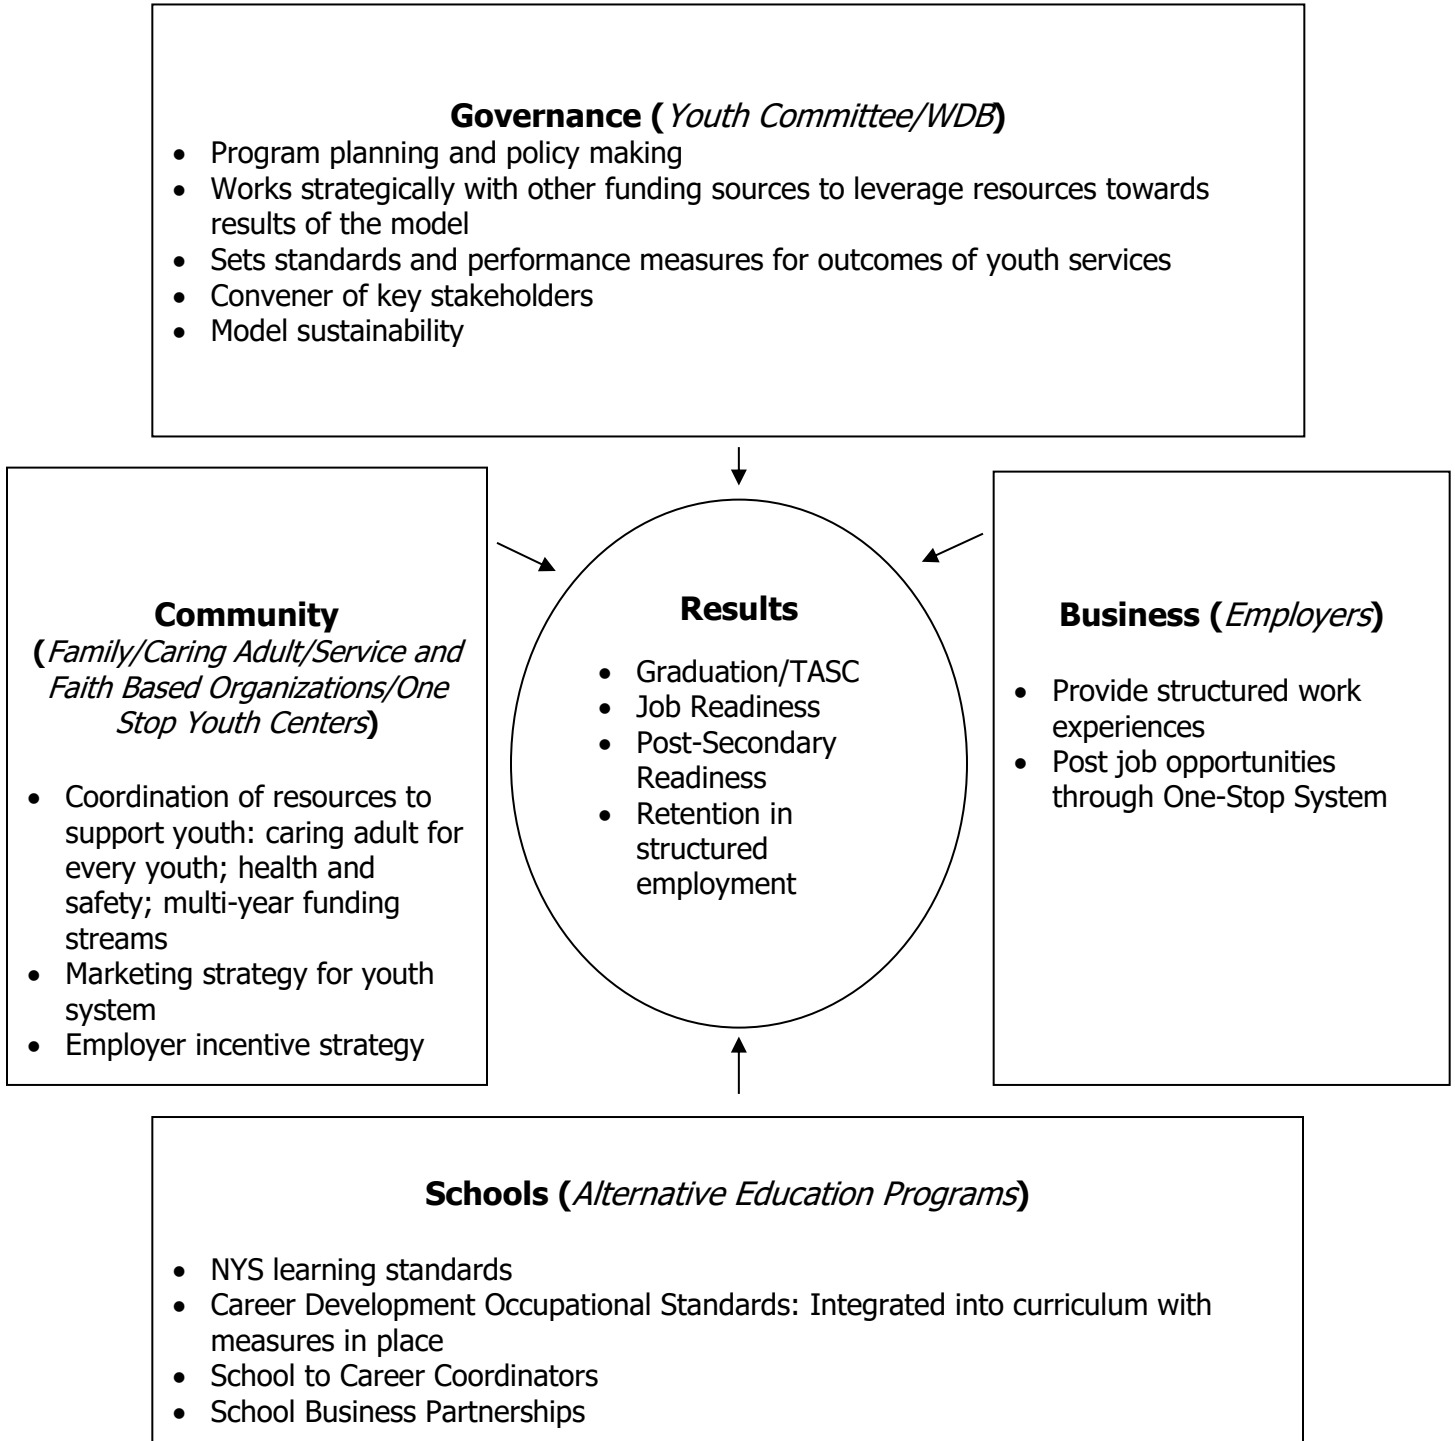 Governance (Youth Committee/WDB)
• Program planning and policy making
• Works strategically with other funding sources to leverage resources towards
results of the model
• Sets standards and performance measures for outcomes of youth services
• Convener of key stakeholders
• Model sustainability
Community
(Family/Caring Adult/Service and
Faith Based Organizations/One
Stop Youth Centers)
• Coordination of resources to
support youth: caring adult for
every youth; health and
safety; multi-year funding
streams
• Marketing strategy for youth
system
• Employer incentive strategy
Results
• Graduation/TASC
• Job Readiness
• Post-Secondary
Readiness
• Retention in
structured
employment
Business (Employers)
• Provide structured work
experiences
• Post job opportunities
through One-Stop System
Schools (Alternative Education Programs)
• NYS learning standards
• Career Development Occupational Standards: Integrated into curriculum with
measures in place
• School to Career Coordinators
• School Business Partnerships